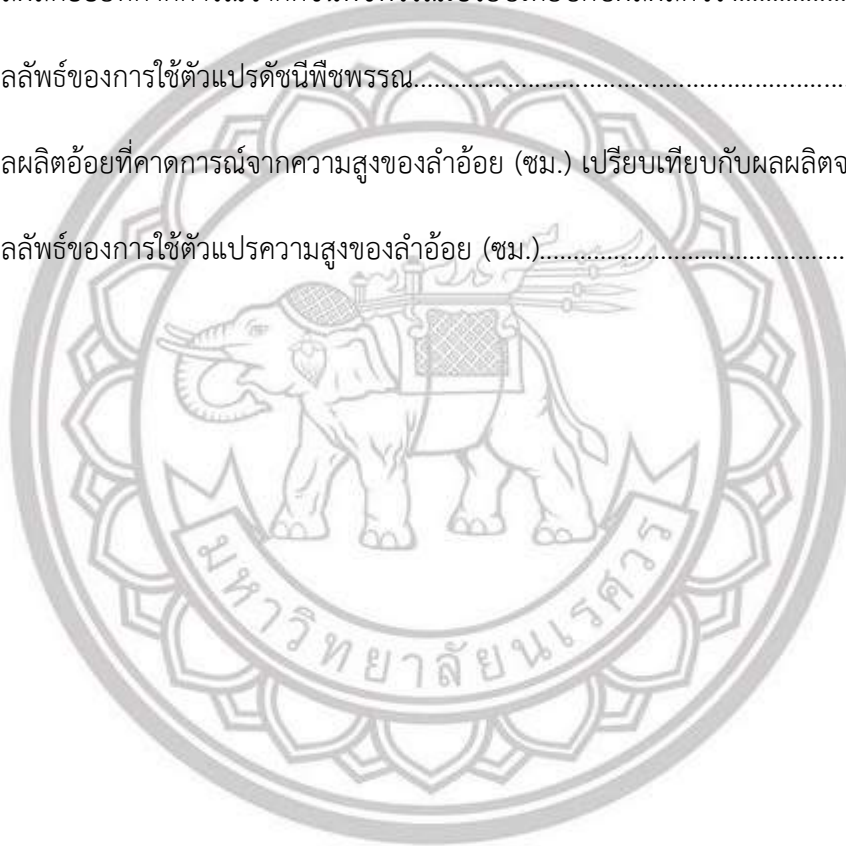 ลลัพธ์ของการใช้ตัวแปรดัชนีพืชพรรณ
ลผลิตอ้อยที่คาดการณ์จากความสูงของลำอ้อย (ซม.) เปรียบเทียบกับผลผลิตจ
ลลัพธ์ของการใช้ตัวแปรความสูงของลำอ้อย (ซม.)
มหาวิทยาลัยนเรศวร